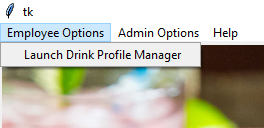 tk
Employee Options Admin Options Help
Launch Drink Profile Manager